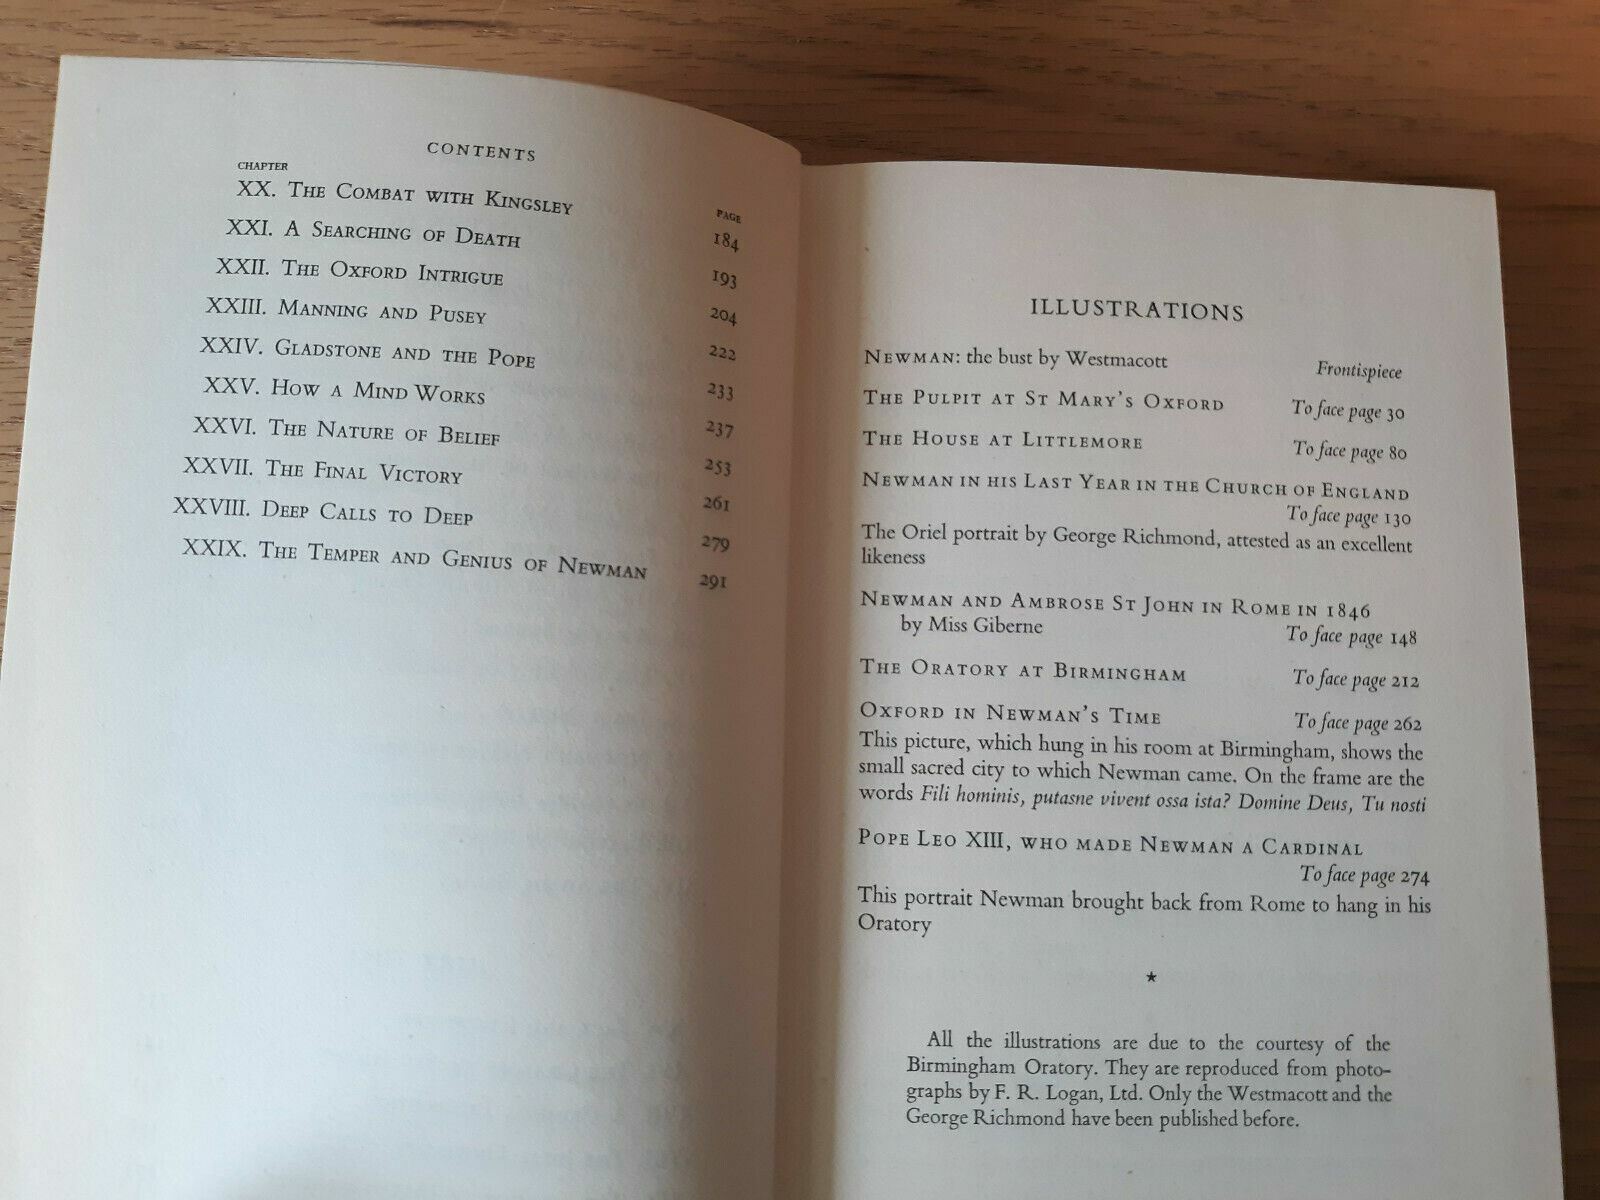 CONTENTS
CHAPTER
PAGE
XX. THE COMBAT WITH KINGSLEY 184
XXI. A SEARCHING OF DEATH 193
XXII. THE OXFORD INTRIGUE 204
XXIII. MANNING AND PUSEY 222
XXIV. GLADSTONE AND THE POPE 233
XXV. HOW A MIND WORKS 237
XXVI. THE NATURE OF BELIEF 253
XXVII. THE FINAL VICTORY 261
XXVIII. DEEP CALLS TO DEEP 279
XXIX. THE TEMPER AND GENIUS OF NEWMAN 291
ILLUSTRATIONS
NEWMAN: the bust by Westmacott Frontispiece
THE PULPIT AT ST MARY'S OXFORD To face page 30
THE HOUSE AT LITTLEMORE To face page 80
NEWMAN IN HIS LAST YEAR IN THE CHURCH OF ENGLAND
To face page 130
The Oriel portrait by George Richmond, attested as an excellent
likeness
NEWMAN AND AMBROSE ST JOHN IN ROME IN 1846
by Miss Giberne To face page 148
THE ORATORY AT BIRMINGHAM To face page 212
OXFORD IN NEWMAN'S TIME To face page 262
This picture, which hung in his room at Birmingham, shows the
small sacred city to which Newman came. On the frame are the
words Fili hominis, putasne vivent ossa ista? Domine Deus, Tu nosti
POPE LEO XIII, WHO MADE NEWMAN A CARDINAL
To face page 274
This portrait Newman brought back from Rome to hang in his
Oratory
*
All the illustrations are due to the courtesy of the
Birmingham Oratory. They are reproduced from photo-
graphs by F. R. Logan, Ltd. Only the Westmacott and the
George Richmond have been published before.